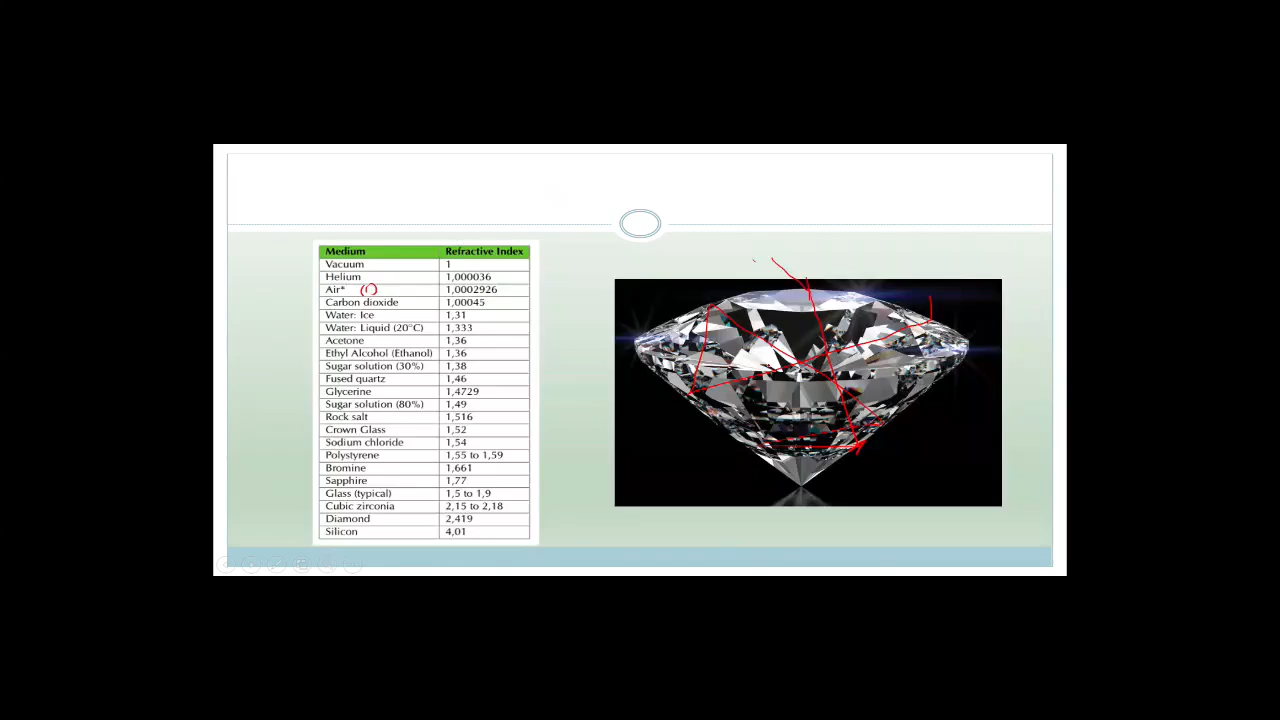 Medium Refractive Index
Vacuum 1
Helium 1,000036
Air* (1) 1,0002926
Carbon dioxide 1,00045
Water: Ice 1,31
Water: Liquid (20°C) 1,333
Acetone 1,36
Ethyl Alcohol (Ethanol) 1,36
Sugar solution (30%) 1,38
Fused quartz 1,46
Glycerine 1,4729
Sugar solution (80%) 1,49
Rock salt 1,516
Crown Glass 1,52
Sodium chloride 1,54
Polystyrene 1,55 to 1,59
Bromine 1,661
Sapphire 1,77
Glass (typical) 1,5 to 1,9
Cubic zirconia 2,15 to 2,18
Diamond 2,419
Silicon 4,01